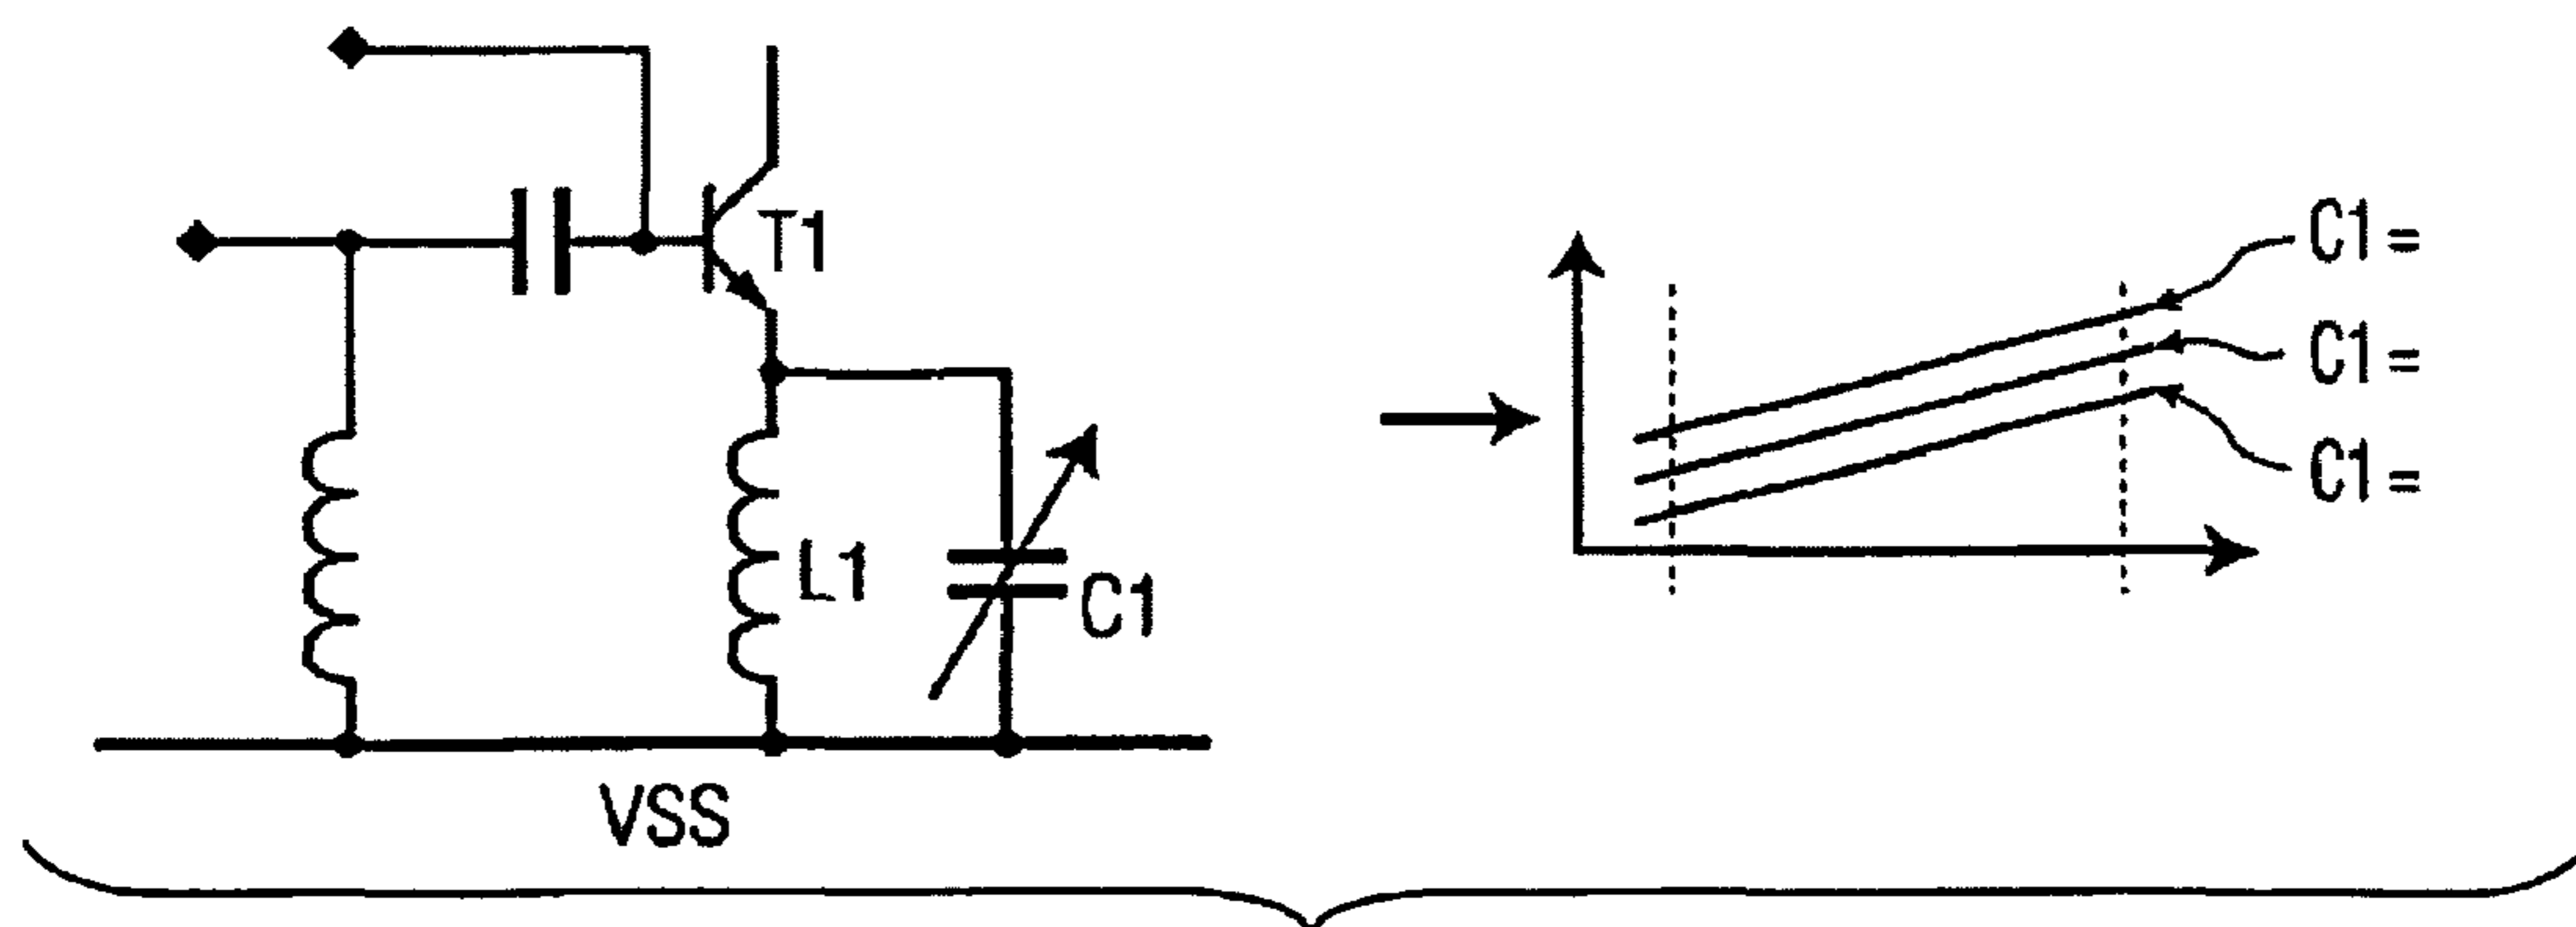 T1
C1 =
C1 =
C1 =
L1
C1
VSS